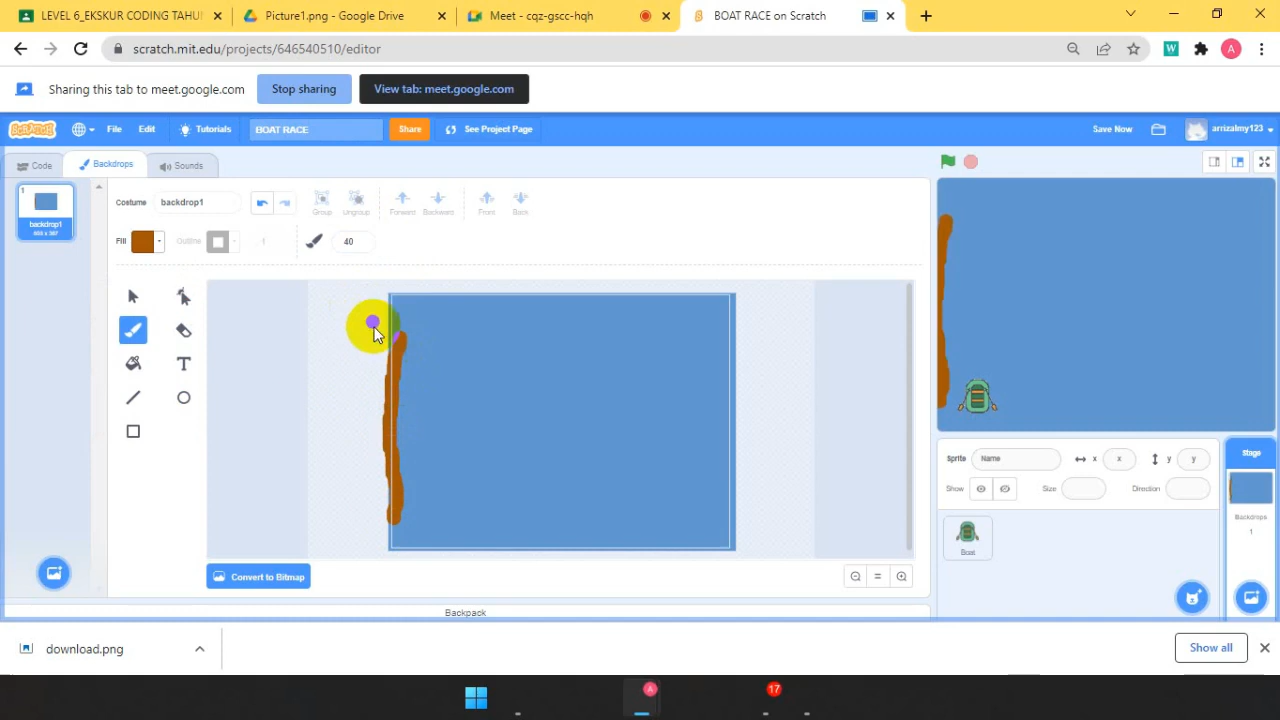 LEVEL 6_EKSKUR CODING TAHU
Picture1.png - Google Drive
Meet - cqz-gscc-hqh
BOAT RACE on Scratch
scratch.mit.edu/projects/646540510/editor
W
A
Sharing this tab to meet.google.com
Stop sharing
View tab: meet.google.com
SCRATCH
File
Edit
Tutorials
BOAT RACE
Share
See Project Page
Save Now
arrizalmy123
Code
Backdrops
Sounds
1
backdrop1
Costume
backdrop1
Group
Ungroup
Forward
Backward
Front
Back
Fill
Outline
1
40
T
Convert to Bitmap
Backpack
Sprite
Name
x
x
y
y
Show
Size
Direction
Boat
Stage
Backdrops
1
download.png
Show all
A
17